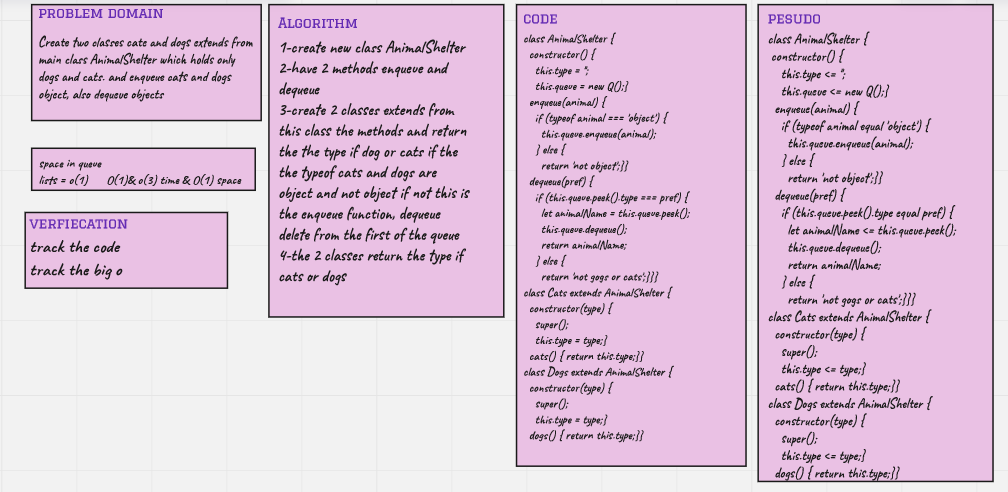 PROBLEM DOMAIN
Create two classes cate and dogs extends from
main class AnimalShelter which holds only
dogs and cats. and enqueue cats and dogs
object, also dequeue objects
space in queue
lists = o(1) O(1)& o(3) time & O(1) space
VERFIECATION
track the code
track the big o
ALGORITHM
1-create new class AnimalShelter
2-have 2 methods enqueue and
dequeue
3-create 2 classes extends from
this class the methods and return
the the type if dog or cats if the
the typeof cats and dogs are
object and not object if not this is
the enqueue function, dequeue
delete from the first of the queue
4-the 2 classes return the type if
cats or dogs
CODE
class AnimalShelter {
constructor() {
this.type = '';
this.queue = new Q();}
enqueue(animal) {
if (typeof animal === 'object') {
this.queue.enqueue(animal);
} else {
return 'not object';}}
dequeue(pref) {
if (this.queue.peek().type === pref) {
let animalName = this.queue.peek();
this.queue.dequeue();
return animalName;
} else {
return 'not gogs or cats';}}}
class Cats extends AnimalShelter {
constructor(type) {
super();
this.type = type;}
cats() { return this.type;}}
class Dogs extends AnimalShelter {
constructor(type) {
super();
this.type = type;}
dogs() { return this.type;}}
PESUDO
class AnimalShelter {
constructor() {
this.type <= '';
this.queue <= new Q();}
enqueue(animal) {
if (typeof animal equal 'object') {
this.queue.enqueue(animal);
} else {
return 'not object';}}
dequeue(pref) {
if (this.queue.peek().type equal pref) {
let animalName <= this.queue.peek();
this.queue.dequeue();
return animalName;
} else {
return 'not gogs or cats';}}}
class Cats extends AnimalShelter {
constructor(type) {
super();
this.type <= type;}
cats() { return this.type;}}
class Dogs extends AnimalShelter {
constructor(type) {
super();
this.type <= type;}
dogs() { return this.type;}}